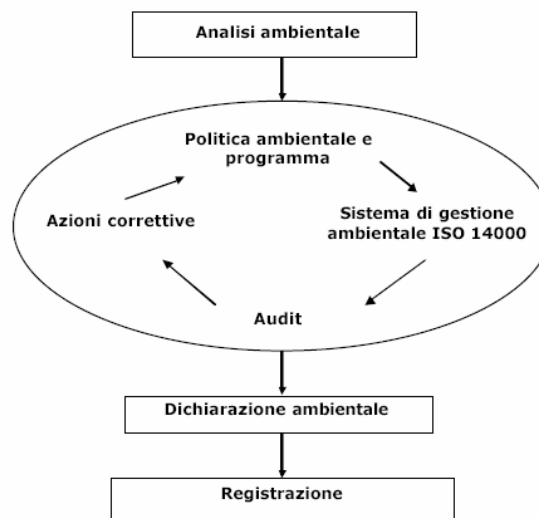 Analisi ambientale
Politica ambientale e
programma
Azioni correttive
Sistema di gestione
ambientale ISO 14000
Audit
Dichiarazione ambientale
Registrazione